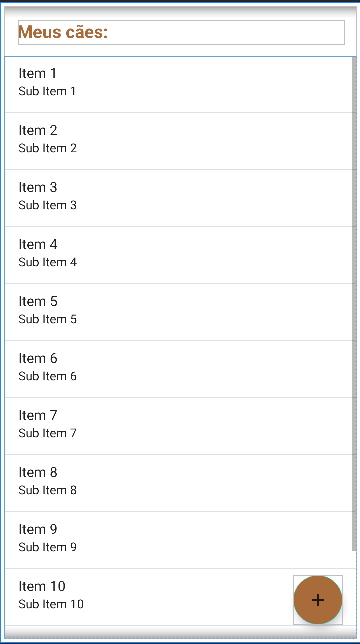 Meus cães:
Item 1
Sub Item 1
Item 2
Sub Item 2
Item 3
Sub Item 3
Item 4
Sub Item 4
Item 5
Sub Item 5
Item 6
Sub Item 6
Item 7
Sub Item 7
Item 8
Sub Item 8
Item 9
Sub Item 9
Item 10
Sub Item 10
+